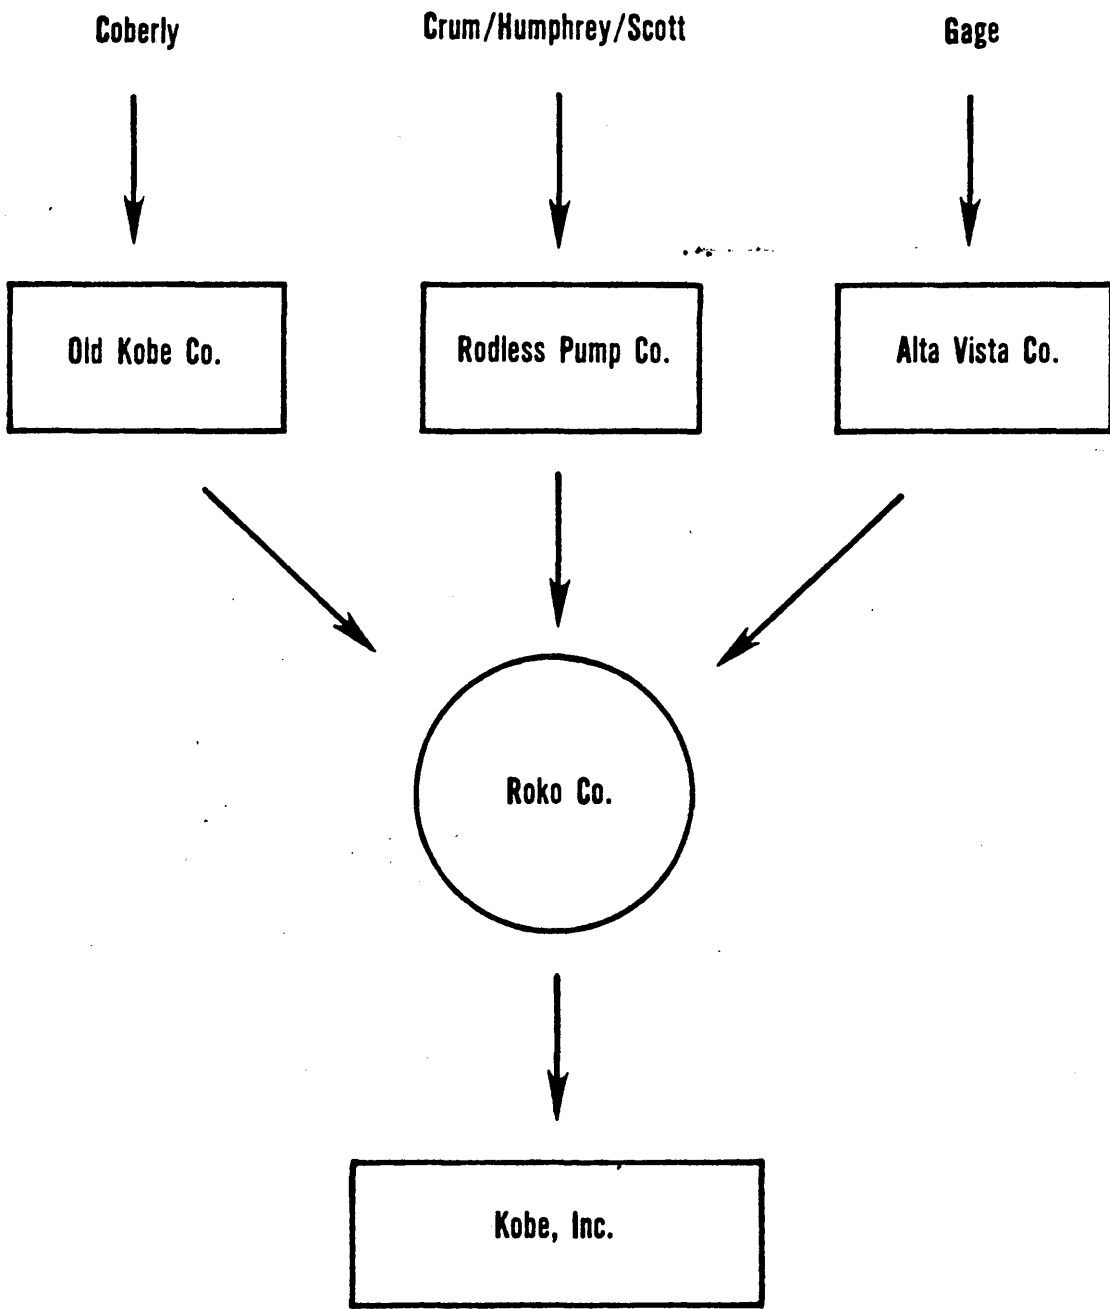 Coberly
Crum/Humphrey/Scott
Gage
Old Kobe Co.
Rodless Pump Co.
Alta Vista Co.
Roko Co.
Kobe, Inc.